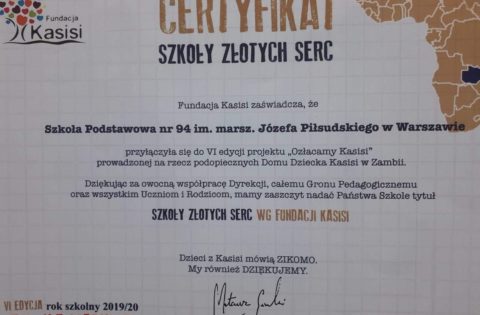 Fundacja
Kasisi
CERTYFIKAT
SZKOŁY ZŁOTYCH SERC
Fundacja Kasisi zaświadcza, że
Szkoła Podstawowa nr 94 im. marsz. Józefa Piłsudskiego w Warszawie
przyłączyła się do VI edycji projektu „Ozłacamy Kasisi"
prowadzonej na rzecz podopiecznych Domu Dziecka Kasisi w Zambii.
Dziękując za owocną współpracę Dyrekcji, całemu Gronu Pedagogicznemu
oraz wszystkim Uczniom i Rodzicom, mamy zaszczyt nadać Państwa Szkole tytuł
SZKOŁY ZŁOTYCH SERC WG FUNDACJI KASISI
Dzieci z Kasisi mówią ZIKOMO.
My również DZIĘKUJEMY.
VI EDYCJA rok szkolny 2019/20